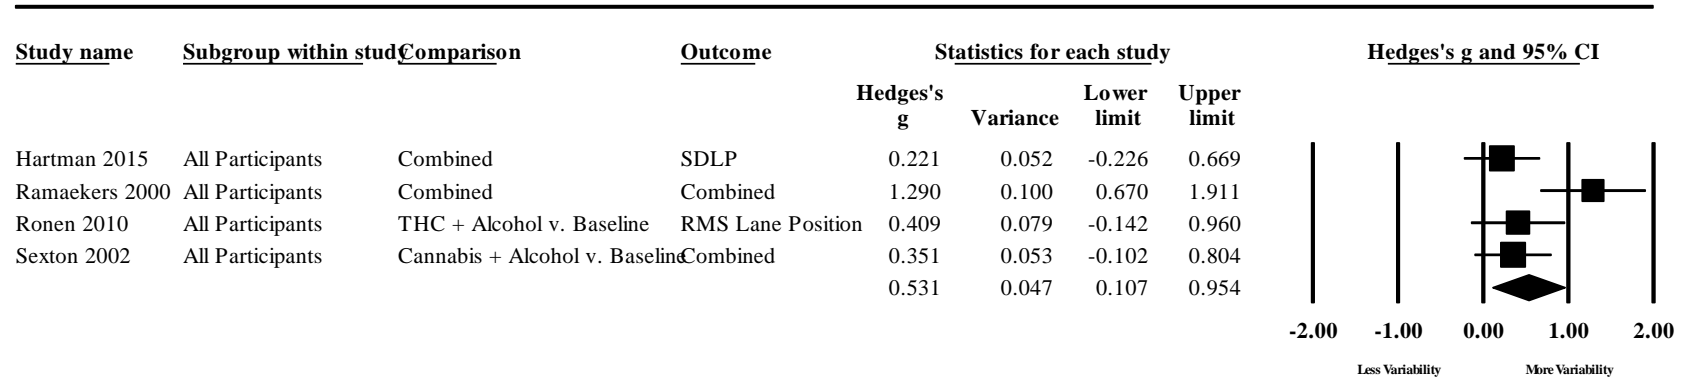 Study name Subgroup within study Comparison Outcome Statistics for each study Hedges's g and 95% CI
Hedges's Lower Upper
g Variance limit limit
Hartman 2015 All Participants Combined SDLP 0.221 0.052 -0.226 0.669
Ramaekers 2000 All Participants Combined Combined 1.290 0.100 0.670 1.911
Ronen 2010 All Participants THC + Alcohol v. Baseline RMS Lane Position 0.409 0.079 -0.142 0.960
Sexton 2002 All Participants Cannabis + Alcohol v. Baseline Combined 0.351 0.053 -0.102 0.804
0.531 0.047 0.107 0.954
-2.00 -1.00 0.00 1.00 2.00
Less Variability More Variability